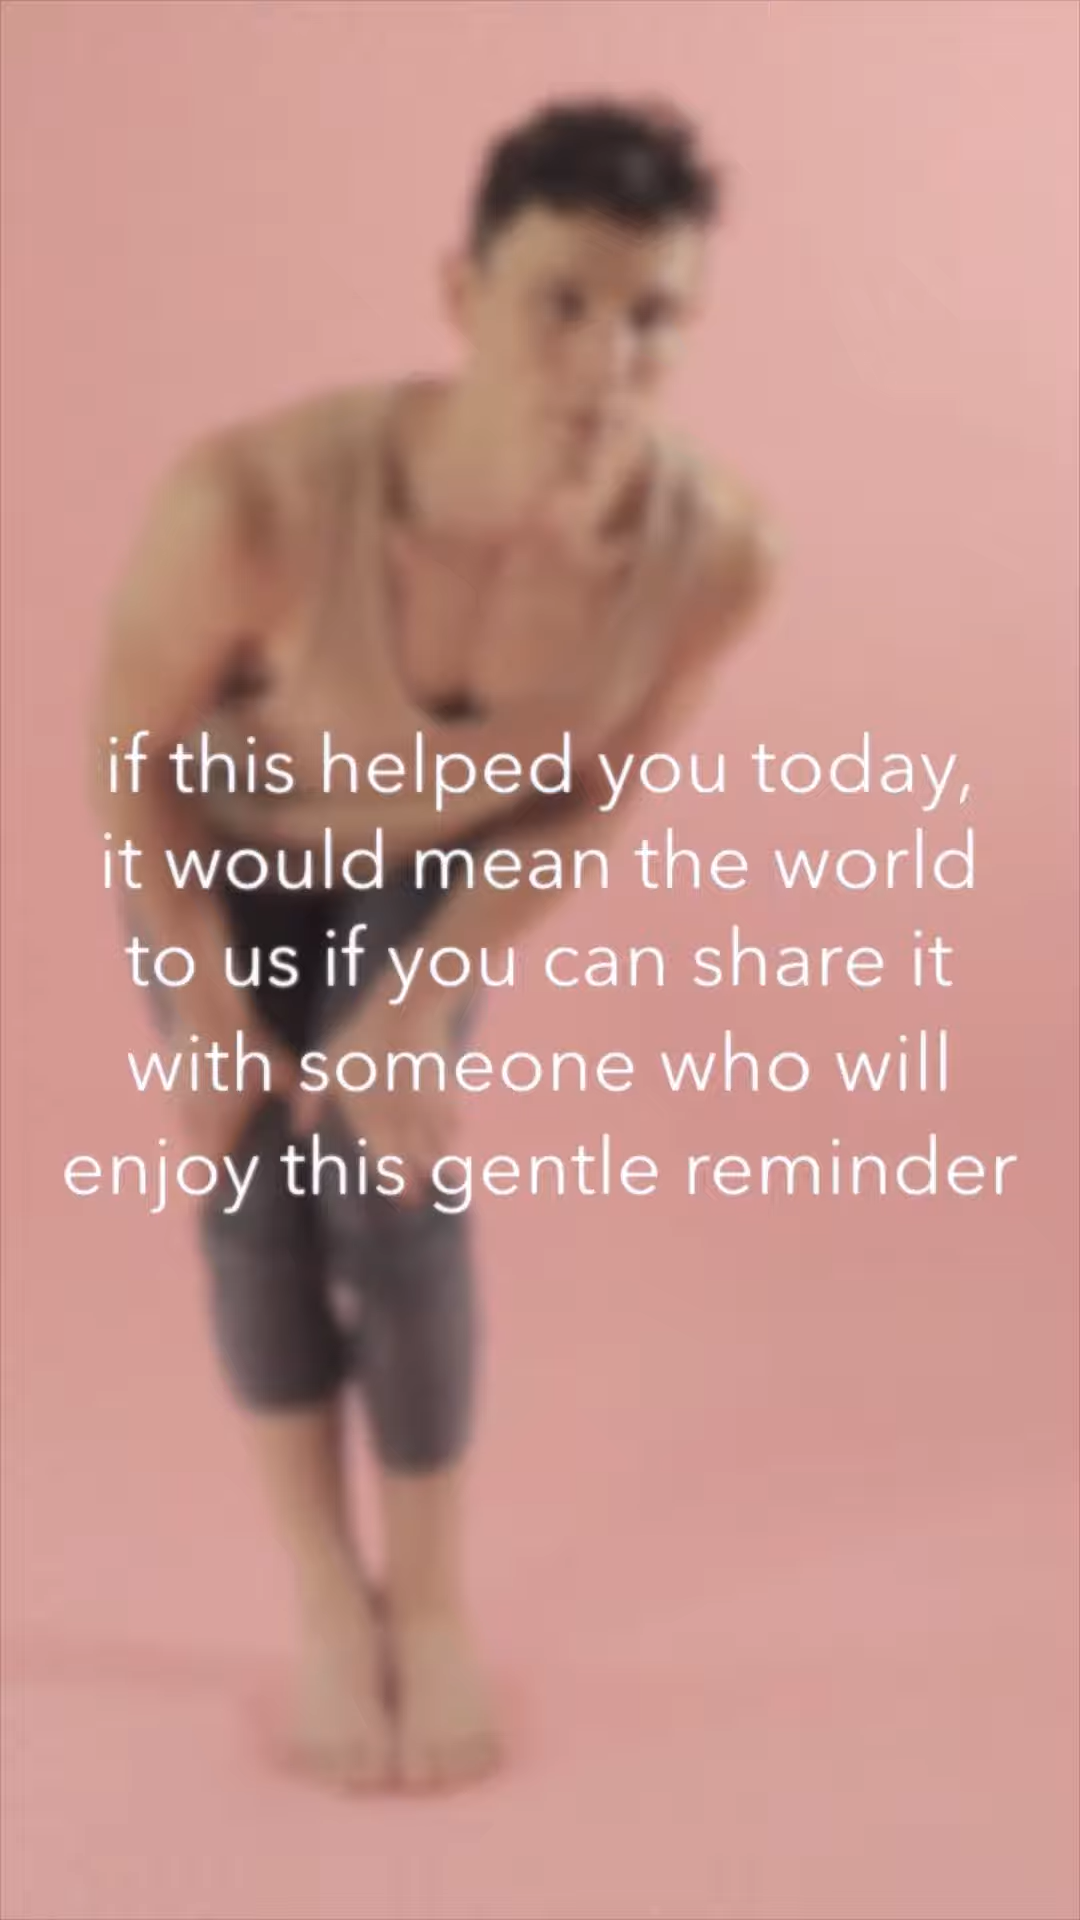 if this helped you today,
it would mean the world
to us if you can share it
with someone who will
enjoy this gentle reminder